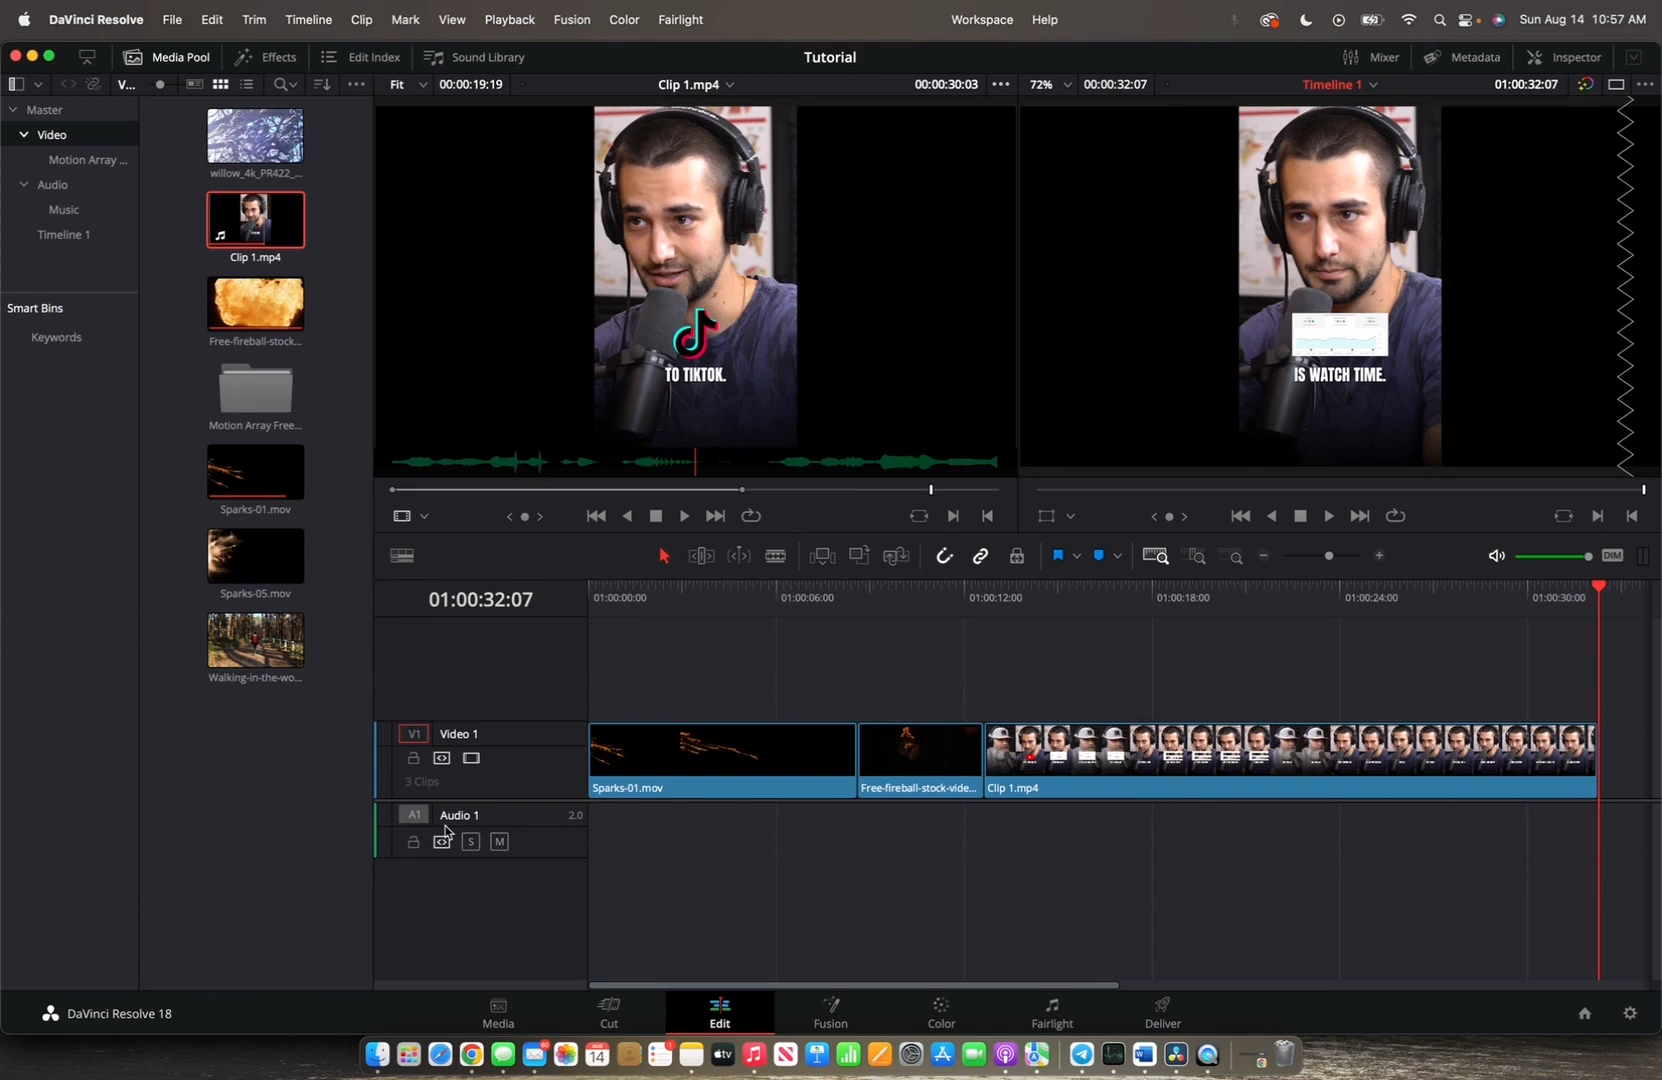 DaVinci Resolve File Edit Trim Timeline Clip Mark View Playback Fusion Color Fairlight Workspace Help Sun Aug 14 10:57 AM
Media Pool Effects Edit Index Sound Library Tutorial Mixer Metadata Inspector
V... Fit 00:00:19:19 Clip 1.mp4 00:00:30:03 72% 00:00:32:07 Timeline 1 01:00:32:07
Master
Video
Motion Array ...
Audio
Music
Timeline 1
Smart Bins
Keywords
willow_4k_PR422_...
Clip 1.mp4
Free-fireball-stock...
Motion Array Free...
Sparks-01.mov
Sparks-05.mov
Walking-in-the-wo...
TO TIKTOK.
IS WATCH TIME.
DIM
01:00:32:07
01:00:00:00 01:00:06:00 01:00:12:00 01:00:18:00 01:00:24:00 01:00:30:00
V1 Video 1
3 Clips
Sparks-01.mov Free-fireball-stock-vide... Clip 1.mp4
A1 Audio 1 2.0
S M
DaVinci Resolve 18
Media Cut Edit Fusion Color Fairlight Deliver
AUG
14
tv